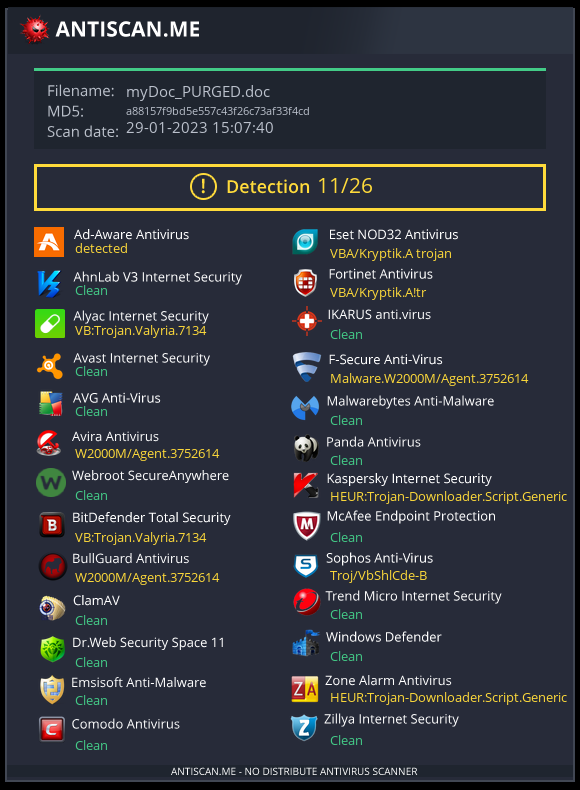 ANTISCAN.ME
Filename: myDoc_PURGED.doc
MD5: a88157f9bd5e557c43f26c73af33f4cd
Scan date: 29-01-2023 15:07:40
! Detection 11/26
Ad-Aware Antivirus
detected
AhnLab V3 Internet Security
Clean
Alyac Internet Security
VB:Trojan.Valyria.7134
Avast Internet Security
Clean
AVG Anti-Virus
Clean
Avira Antivirus
W2000M/Agent.3752614
Webroot SecureAnywhere
Clean
BitDefender Total Security
VB:Trojan.Valyria.7134
BullGuard Antivirus
W2000M/Agent.3752614
ClamAV
Clean
Dr.Web Security Space 11
Clean
Emsisoft Anti-Malware
Clean
Comodo Antivirus
Clean
Eset NOD32 Antivirus
VBA/Kryptik.A trojan
Fortinet Antivirus
VBA/Kryptik.A!tr
IKARUS anti.virus
Clean
F-Secure Anti-Virus
Malware.W2000M/Agent.3752614
Malwarebytes Anti-Malware
Clean
Panda Antivirus
Clean
Kaspersky Internet Security
HEUR:Trojan-Downloader.Script.Generic
McAfee Endpoint Protection
Clean
Sophos Anti-Virus
Troj/VbShlCde-B
Trend Micro Internet Security
Clean
Windows Defender
Clean
Zone Alarm Antivirus
HEUR:Trojan-Downloader.Script.Generic
Zillya Internet Security
Clean
ANTISCAN.ME - NO DISTRIBUTE ANTIVIRUS SCANNER